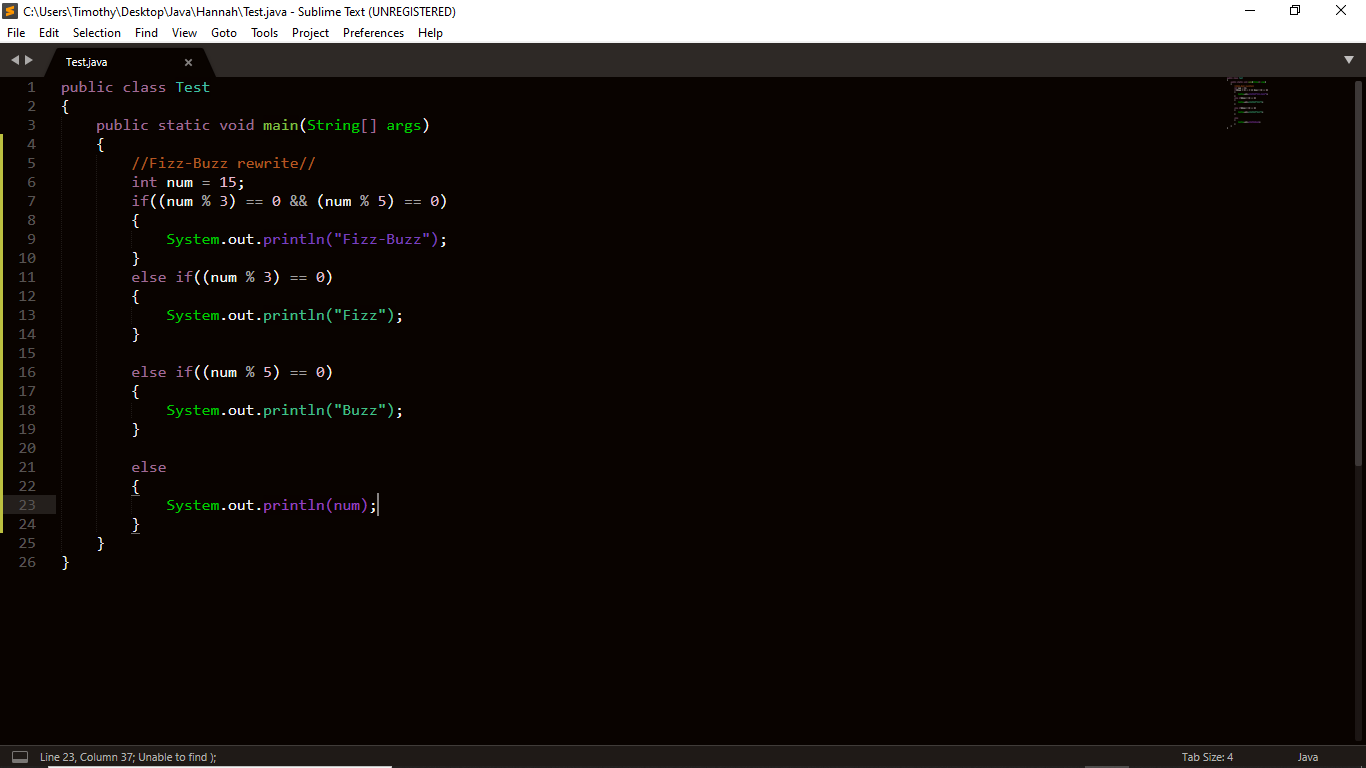 C:\Users\Timothy\Desktop\Java\Hannah\Test.java - Sublime Text (UNREGISTERED)
File Edit Selection Find View Goto Tools Project Preferences Help
Test.java
1 public class Test
2 {
3     public static void main(String[] args)
4     {
5         //Fizz-Buzz rewrite//
6         int num = 15;
7         if((num % 3) == 0 && (num % 5) == 0)
8         {
9             System.out.println("Fizz-Buzz");
10         }
11         else if((num % 3) == 0)
12         {
13             System.out.println("Fizz");
14         }
15
16         else if((num % 5) == 0)
17         {
18             System.out.println("Buzz");
19         }
20
21         else
22         {
23             System.out.println(num);
24         }
25     }
26 }
Line 23, Column 37; Unable to find ); Tab Size: 4 Java